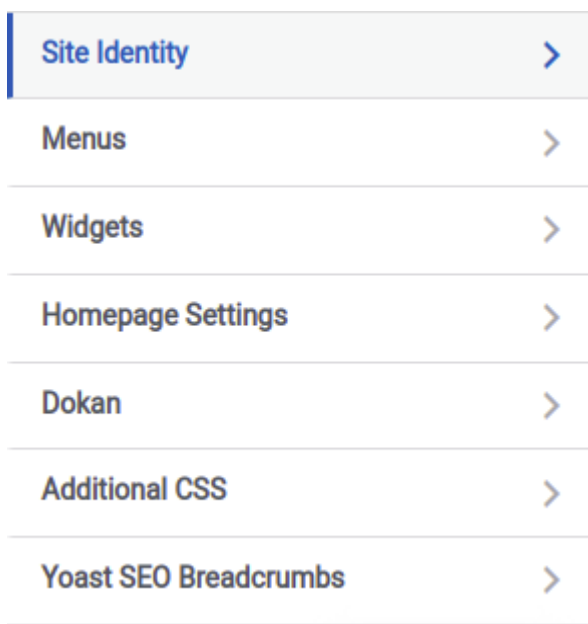 Site Identity
Menus
Widgets
Homepage Settings
Dokan
Additional CSS
Yoast SEO Breadcrumbs